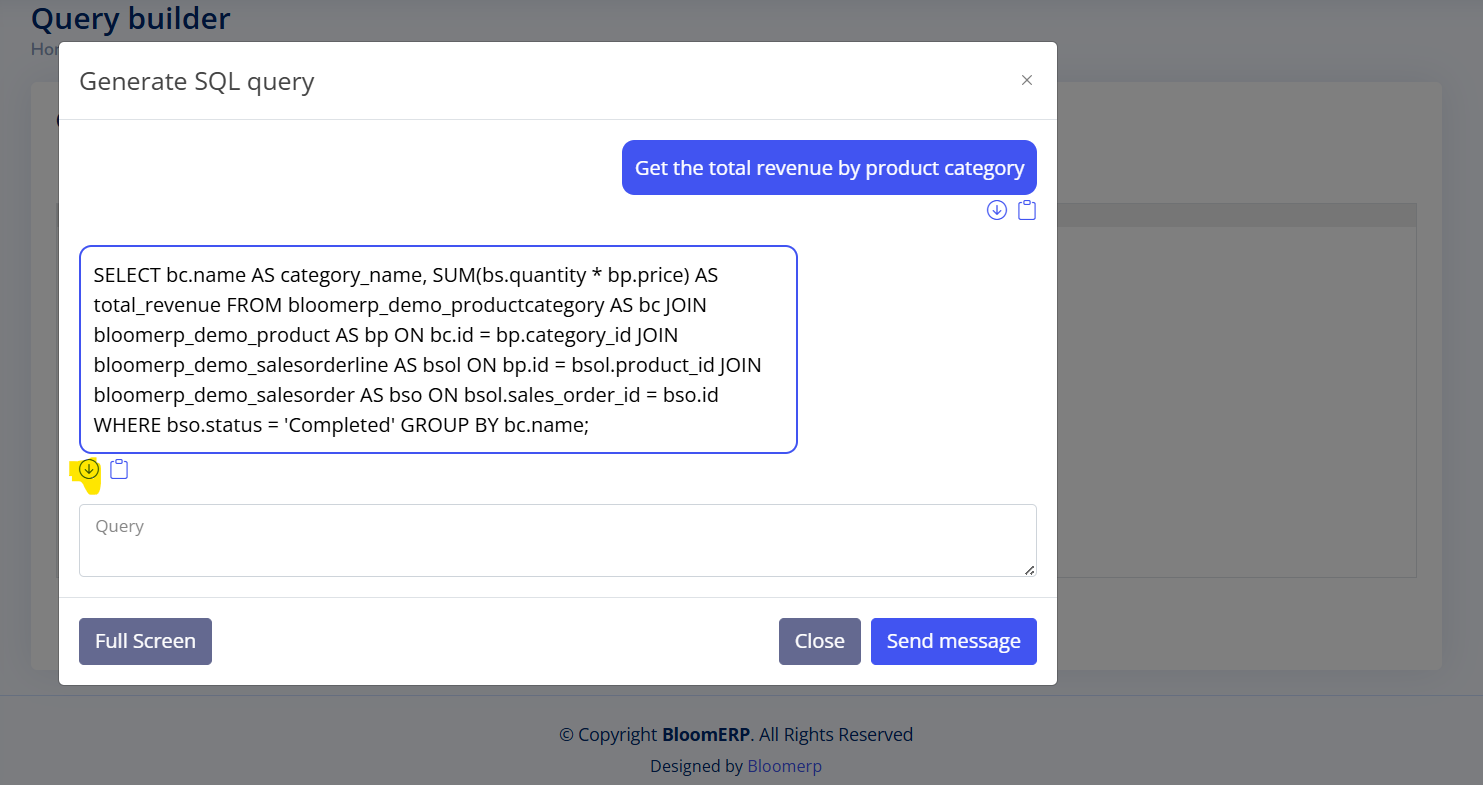 Query builder
Hor
Generate SQL query
×
Get the total revenue by product category
SELECT bc.name AS category_name, SUM(bs.quantity * bp.price) AS
total_revenue FROM bloomerp_demo_productcategory AS bc JOIN
bloomerp_demo_product AS bp ON bc.id = bp.category_id JOIN
bloomerp_demo_salesorderline AS bsol ON bp.id = bsol.product_id JOIN
bloomerp_demo_salesorder AS bso ON bsol.sales_order_id = bso.id
WHERE bso.status = 'Completed' GROUP BY bc.name;
Query
Full Screen
Close
Send message
© Copyright BloomERP. All Rights Reserved
Designed by Bloomerp